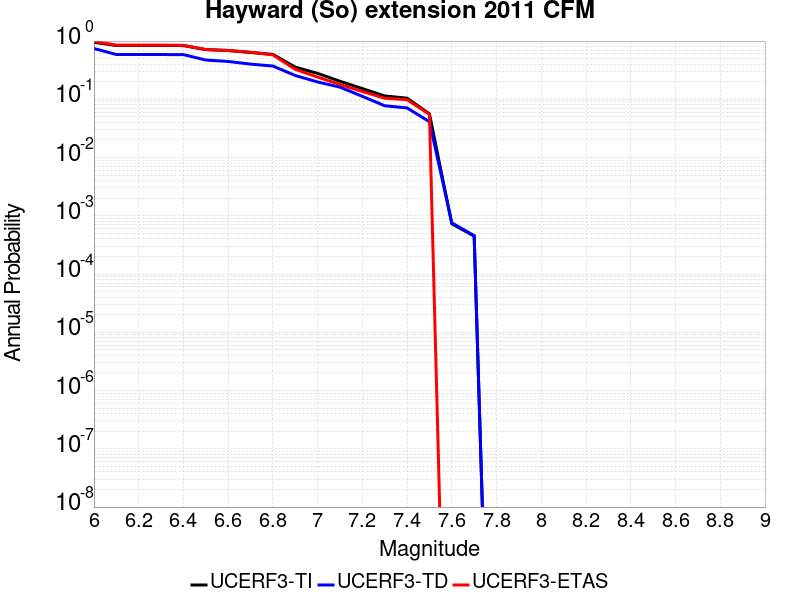 Hayward (So) extension 2011 CFM
10^0
10^-1
10^-2
10^-3
10^-4
10^-5
10^-6
10^-7
10^-8
Annual Probability
6 6.2 6.4 6.6 6.8 7 7.2 7.4 7.6 7.8 8 8.2 8.4 8.6 8.8 9
Magnitude
UCERF3-TI UCERF3-TD UCERF3-ETAS